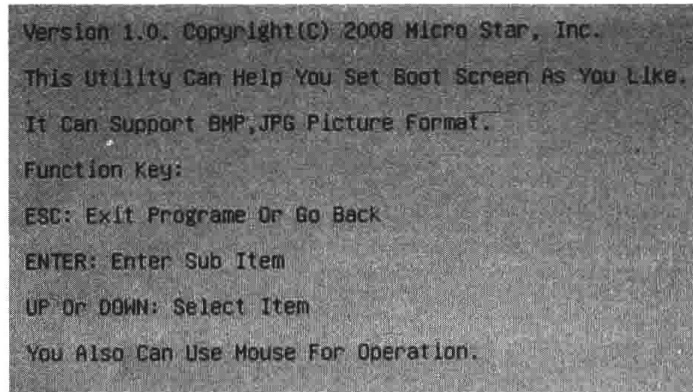 Version 1.0. Copyright(C) 2008 Micro Star, Inc.
This Utility Can Help You Set Boot Screen As You Like.
It Can Support BMP,JPG Picture Format.
Function Key:
ESC: Exit Programe Or Go Back
ENTER: Enter Sub Item
UP Or DOWN: Select Item
You Also Can Use Mouse For Operation.